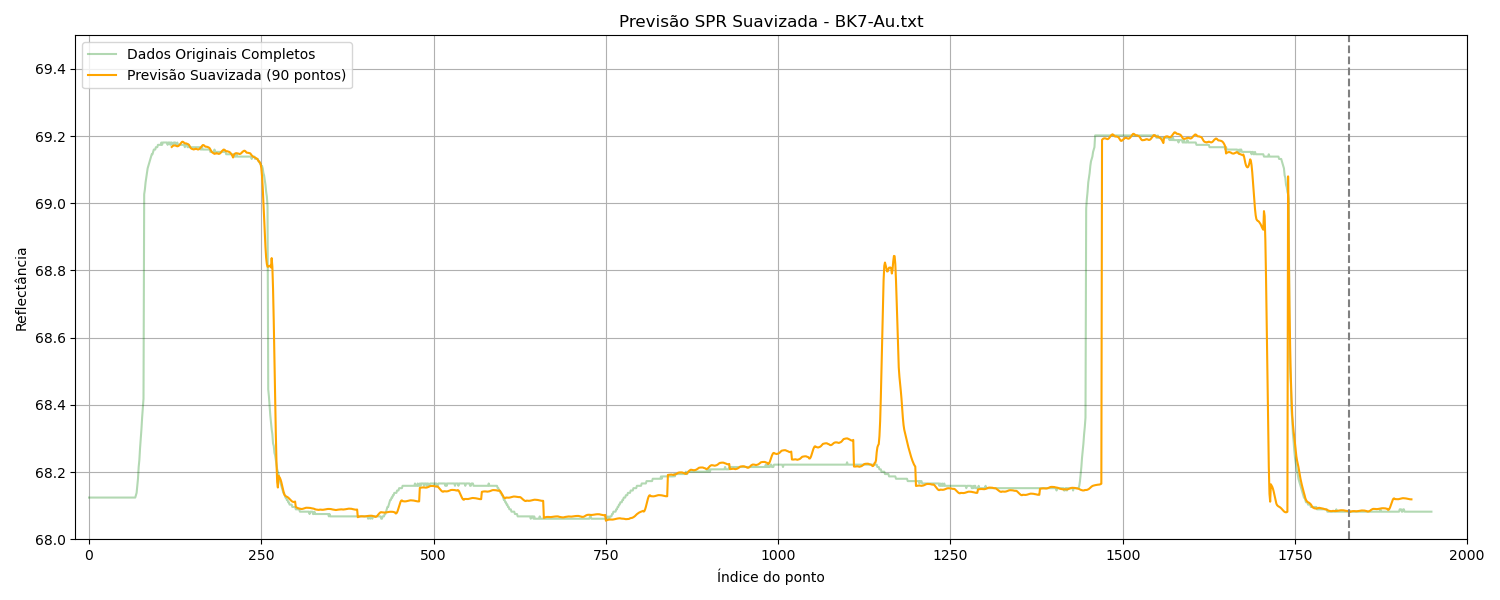 Previsão SPR Suavizada - BK7-Au.txt
Dados Originais Completos
Previsão Suavizada (90 pontos)
Reflectância
69.4
69.2
69.0
68.8
68.6
68.4
68.2
68.0
0 250 500 750 1000 1250 1500 1750 2000
Índice do ponto